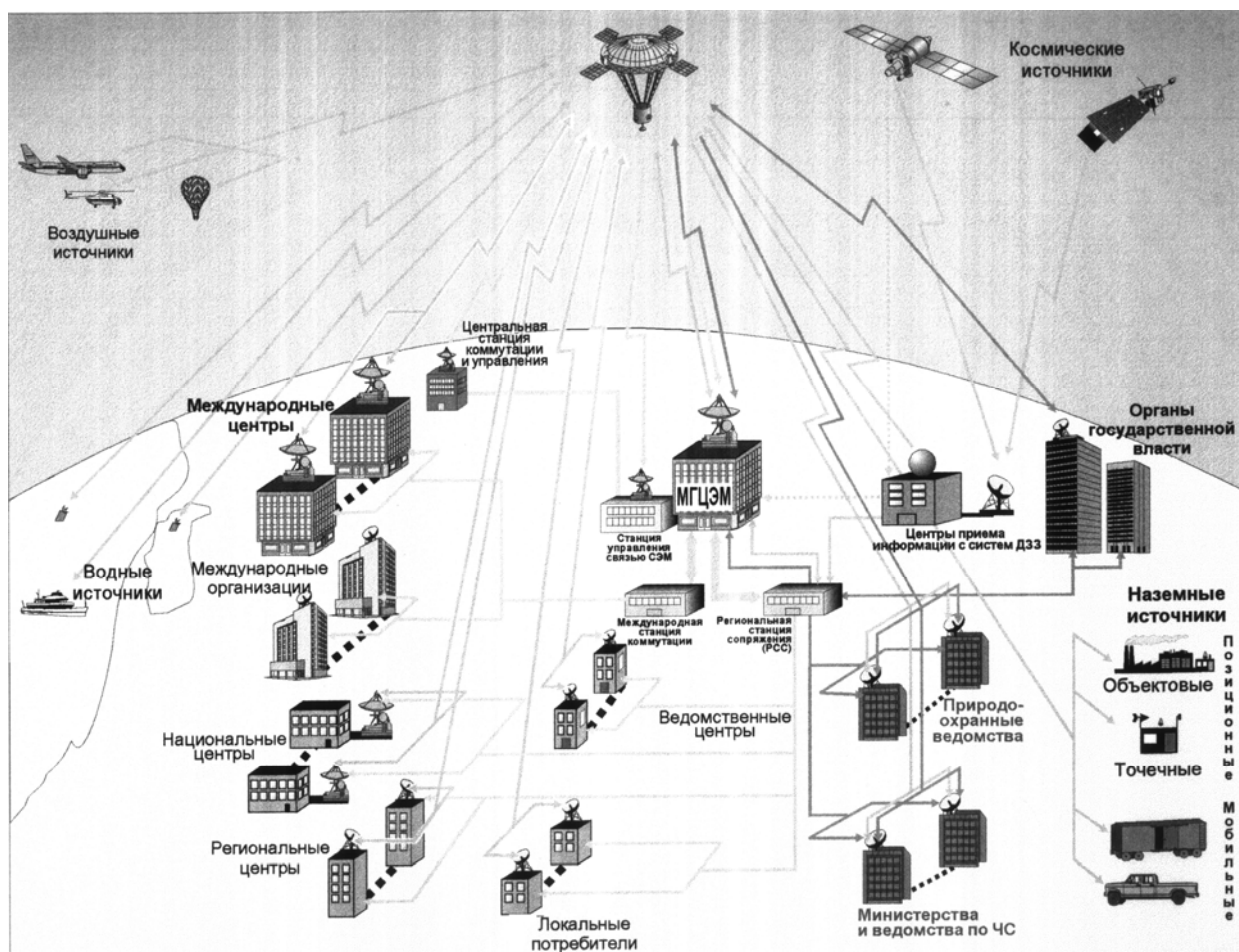 Космические
источники
Воздушные
источники
Центральная
станция
коммутации
и управления
Международные
центры
Органы
государственной
власти
МГЦЭМ
Станция
управления
связью СЭМ
Центры приема
информации с систем ДЗЗ
Водные
источники
Международные
организации
Международная
станция
коммутации
Региональная
станция
сопряжения
(РСС)
Наземные
источники
Объектовые
Позиционные
Природо-
охранные
ведомства
Ведомственные
центры
Национальные
центры
Точечные
Мобильные
Региональные
центры
Локальные
потребители
Министерства
и ведомства по ЧС